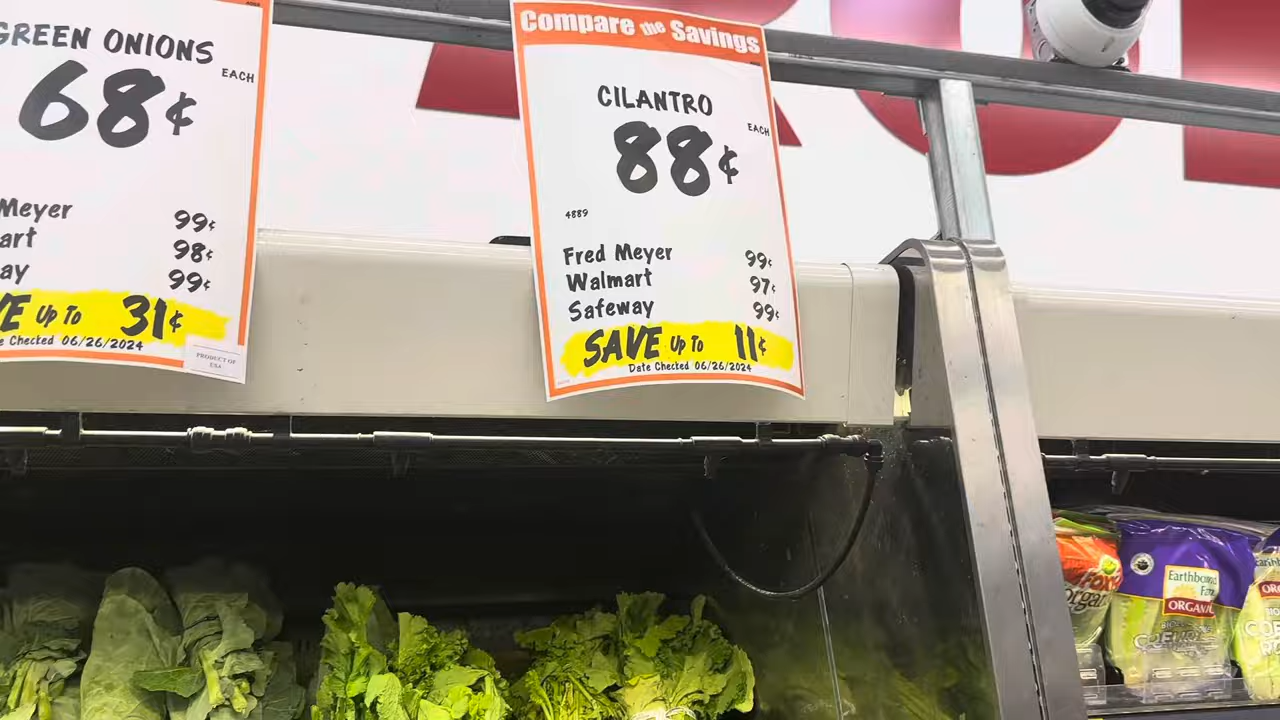 GREEN ONIONS
EACH
68¢
Meyer 99¢
art 98¢
ay 99¢
VE Up To 31¢
e Checked 06/26/2024
PRODUCT OF
USA
Compare the Savings
CILANTRO
EACH
88¢
4889
Fred Meyer 99¢
Walmart 97¢
Safeway 99¢
SAVE Up To 11¢
Date Checked 06/26/2024
Earthbound
Farm
ORGANIC